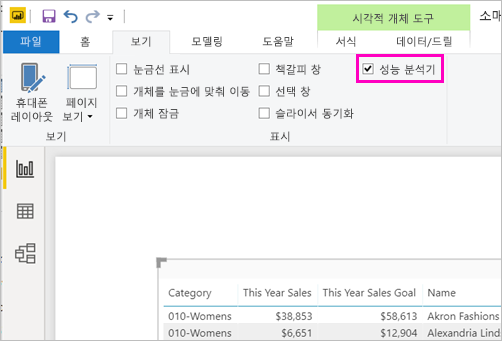 시각적 개체 도구
소매
파일 홈 보기 모델링 도움말 서식 데이터/드릴
눈금선 표시 책갈피 창 성능 분석기
개체를 눈금에 맞춰 이동 선택 창
개체 잠금 슬라이서 동기화
휴대폰 레이아웃
페이지 보기
보기 표시
Category This Year Sales This Year Sales Goal Name
010-Womens $38,853 $58,613 Akron Fashions
010-Womens $6,651 $12,904 Alexandria Lind